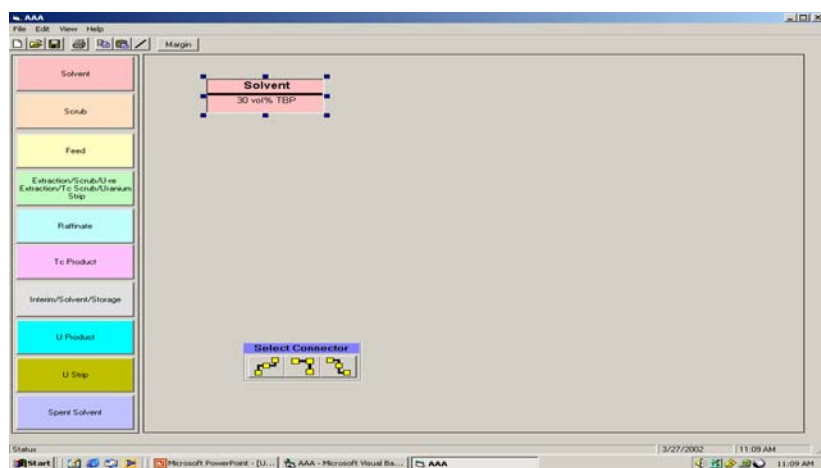 AAA
File Edit View Help
Margin
Solvent
Scrub
Feed
Extraction/Scrub/U-re
Extraction/Tc Scrub/Uranium
Strip
Raffinate
Tc Product
Interim/Solvent/Storage
U Product
U Strip
Spent Solvent
Solvent
30 vol% TBP
Select Connector
Status
3/27/2002
11:09 AM
Start
Microsoft PowerPoint - [U...
AAA - Microsoft Visual Ba...
AAA
11:09 AM